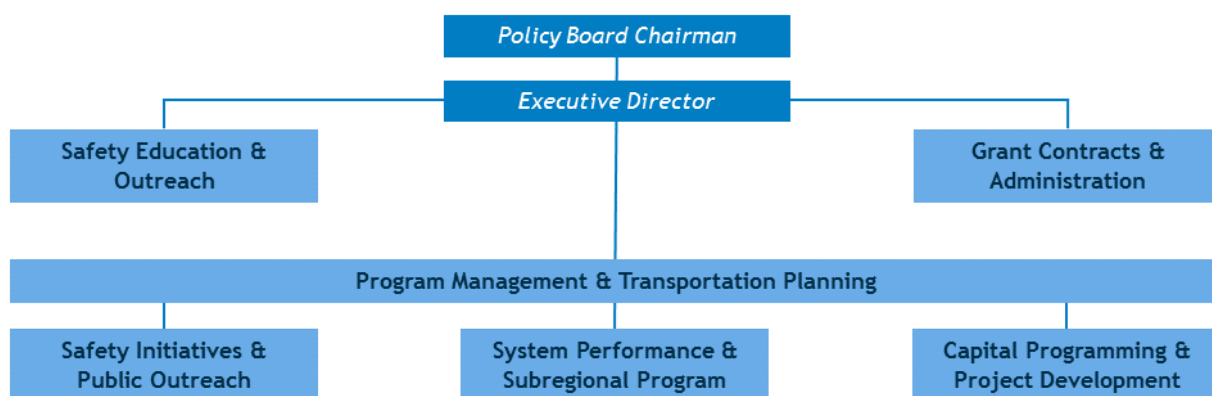 Policy Board Chairman
Executive Director
Safety Education &
Outreach
Grant Contracts &
Administration
Program Management & Transportation Planning
Safety Initiatives &
Public Outreach
System Performance &
Subregional Program
Capital Programming &
Project Development